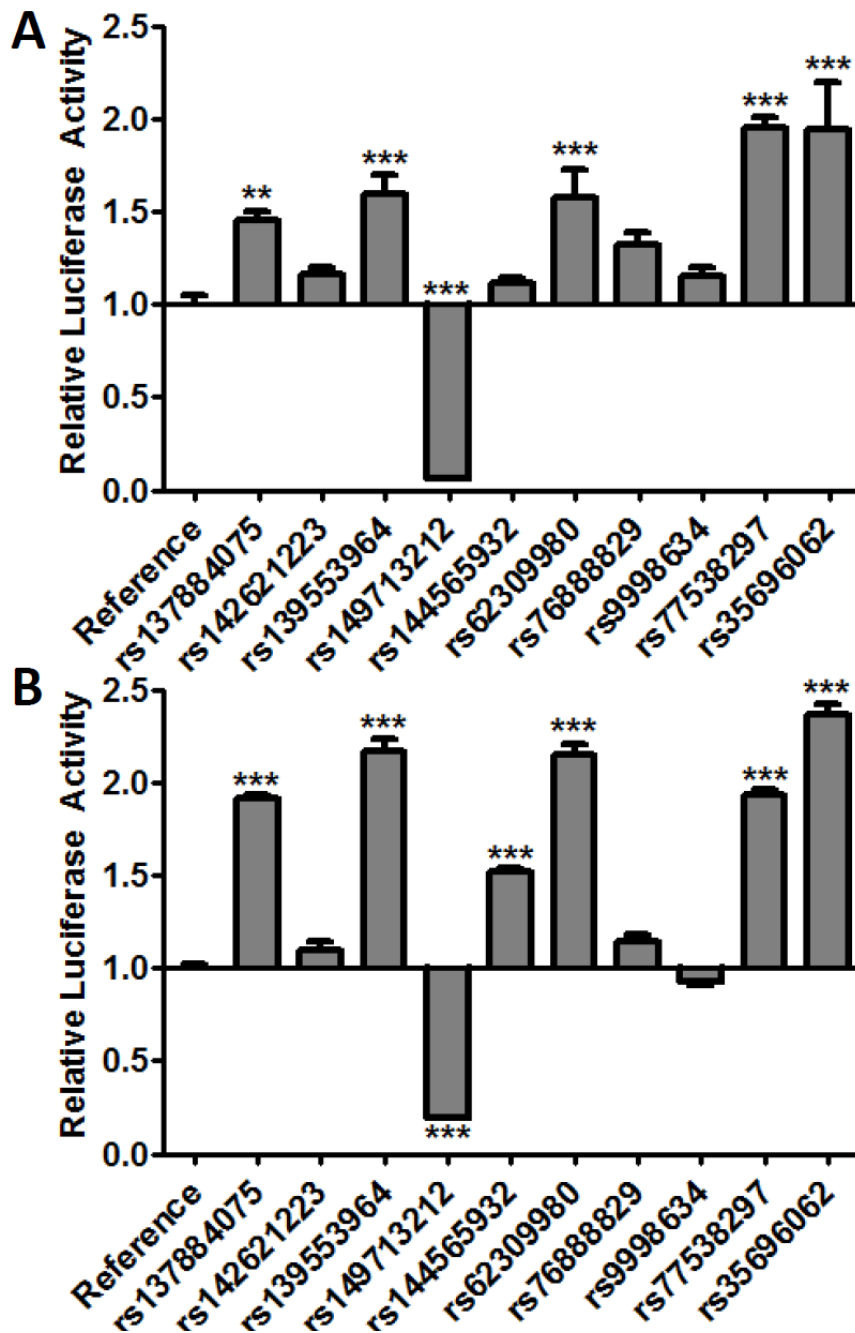 A
Relative Luciferase Activity
2.5
2.0
1.5
1.0
0.5
0.0
**
***
***
***
***
***
Reference
rs137884075
rs142621223
rs139553964
rs149713212
rs144565932
rs62309980
rs76888829
rs9998634
rs77538297
rs35696062
B
Relative Luciferase Activity
2.5
2.0
1.5
1.0
0.5
0.0
***
***
***
***
***
***
***
Reference
rs137884075
rs142621223
rs139553964
rs149713212
rs144565932
rs62309980
rs76888829
rs9998634
rs77538297
rs35696062